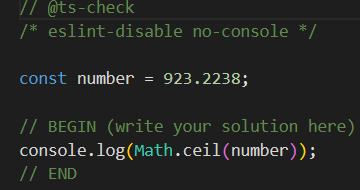 // @ts-check
/* eslint-disable no-console */
const number = 923.2238;
// BEGIN (write your solution here)
console.log(Math.ceil(number));
// END